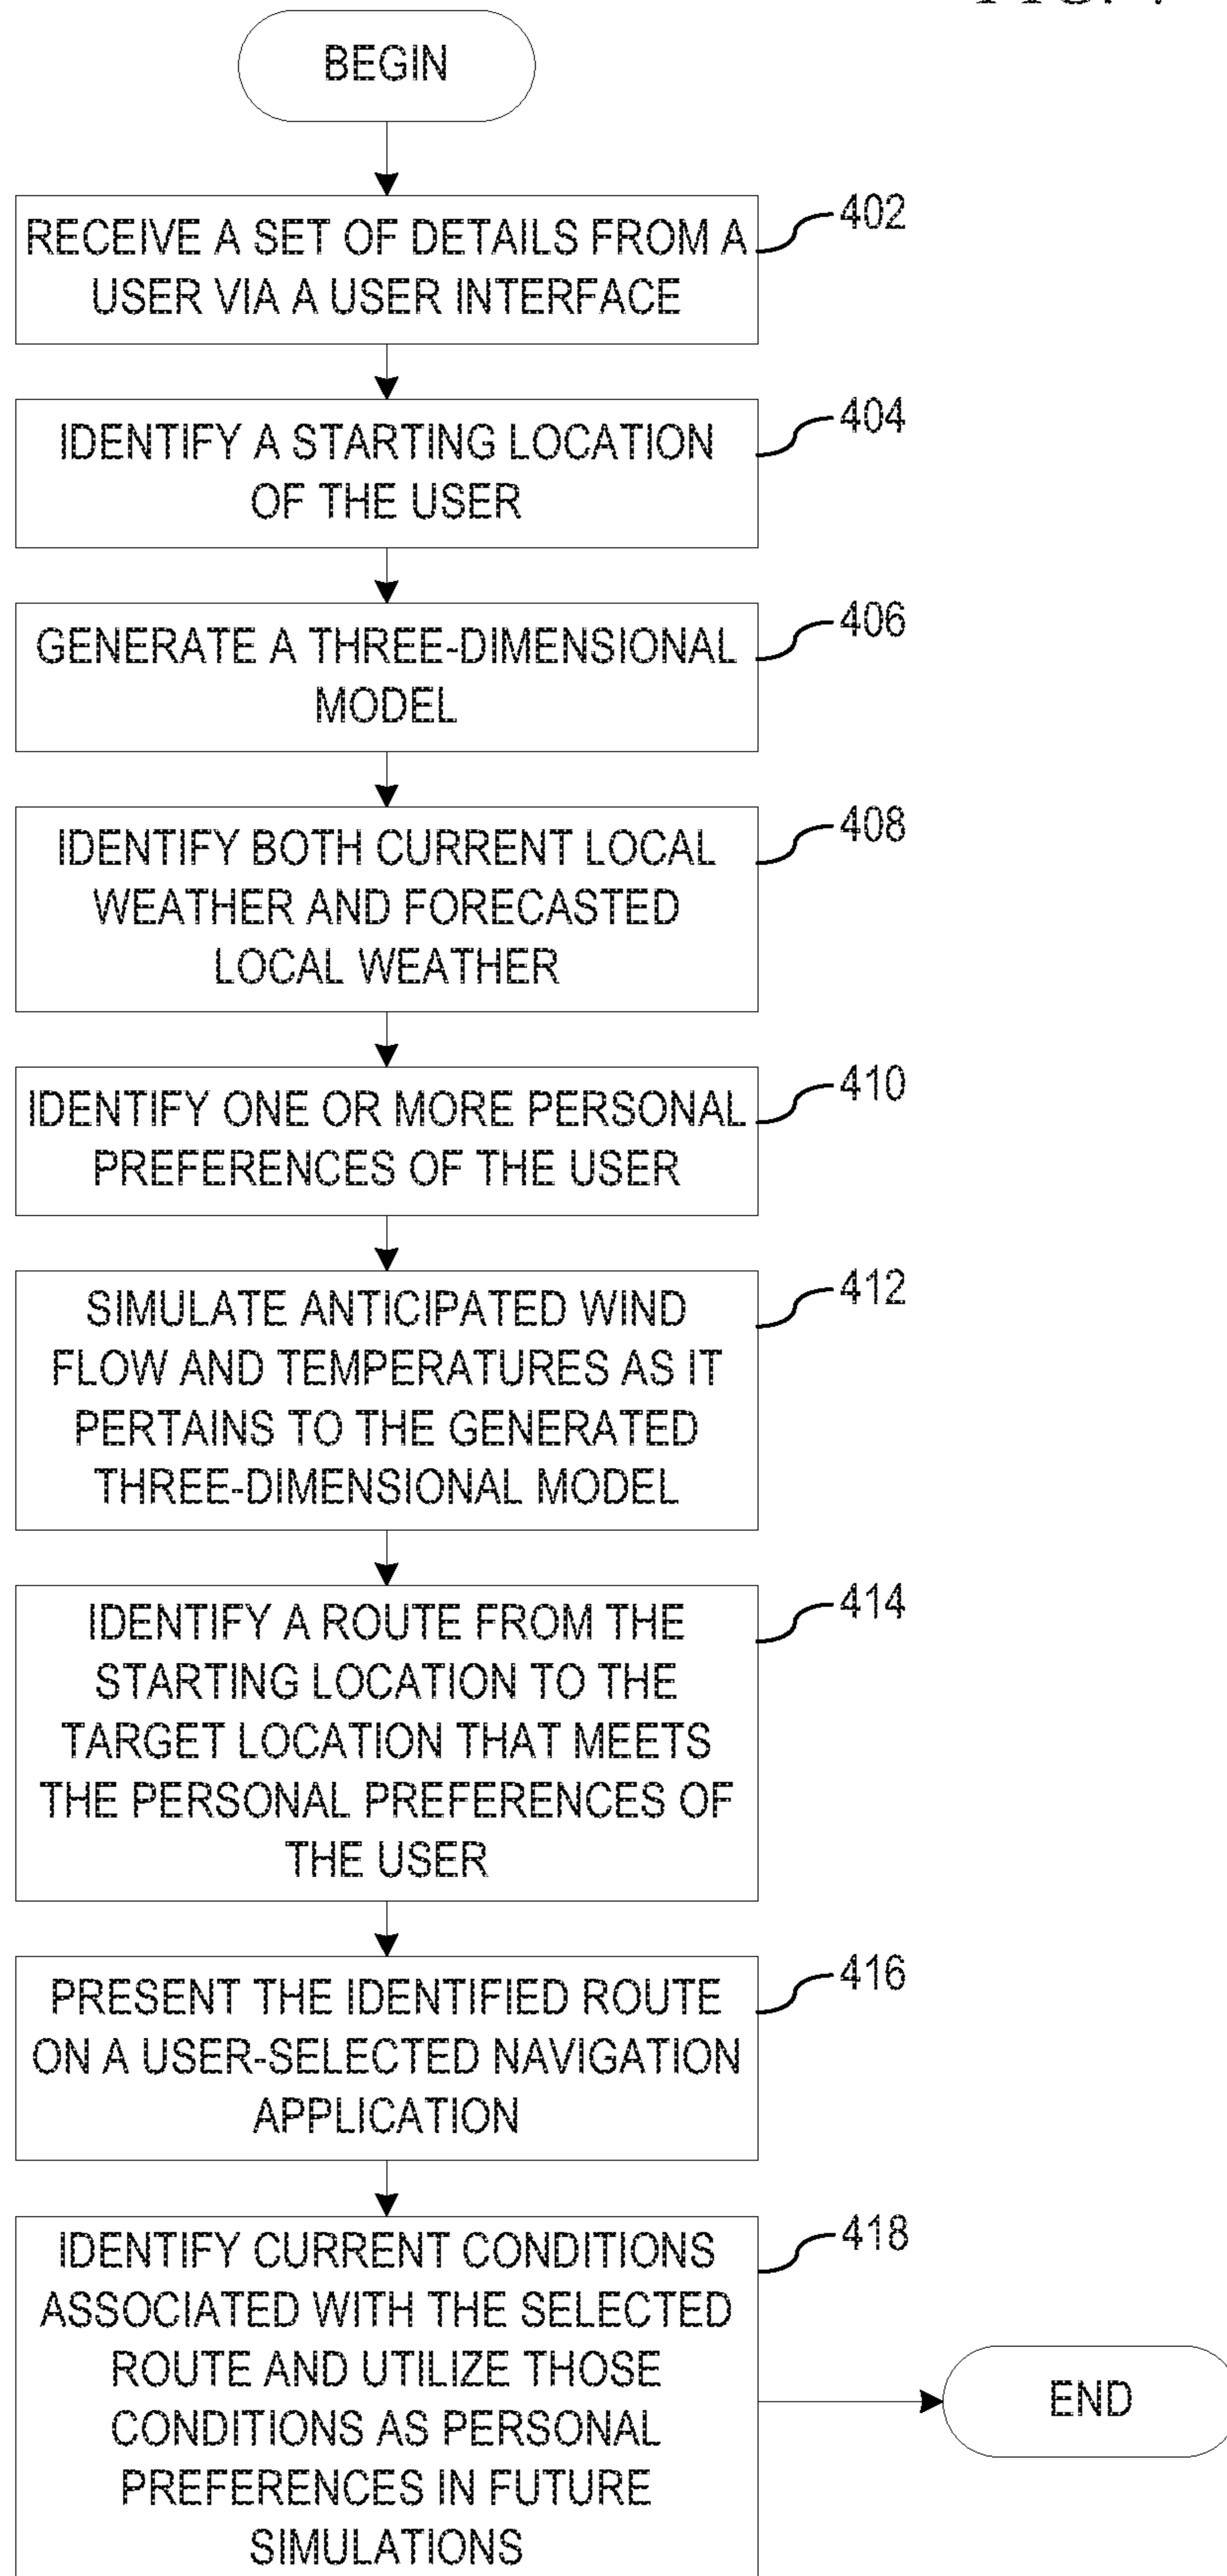 BEGIN
RECEIVE A SET OF DETAILS FROM A
USER VIA A USER INTERFACE
402
IDENTIFY A STARTING LOCATION
OF THE USER
404
GENERATE A THREE-DIMENSIONAL
MODEL
406
IDENTIFY BOTH CURRENT LOCAL
WEATHER AND FORECASTED
LOCAL WEATHER
408
IDENTIFY ONE OR MORE PERSONAL
PREFERENCES OF THE USER
410
SIMULATE ANTICIPATED WIND
FLOW AND TEMPERATURES AS IT
PERTAINS TO THE GENERATED
THREE-DIMENSIONAL MODEL
412
IDENTIFY A ROUTE FROM THE
STARTING LOCATION TO THE
TARGET LOCATION THAT MEETS
THE PERSONAL PREFERENCES OF
THE USER
414
PRESENT THE IDENTIFIED ROUTE
ON A USER-SELECTED NAVIGATION
APPLICATION
416
IDENTIFY CURRENT CONDITIONS
ASSOCIATED WITH THE SELECTED
ROUTE AND UTILIZE THOSE
CONDITIONS AS PERSONAL
PREFERENCES IN FUTURE
SIMULATIONS
418
END